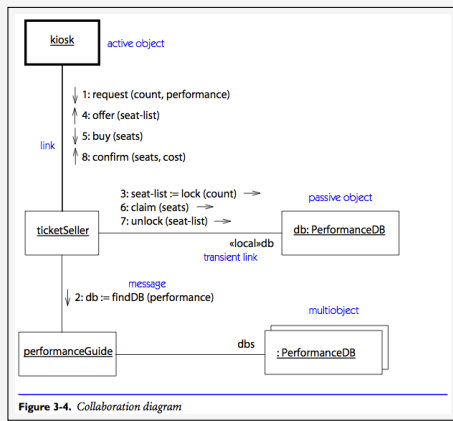 kiosk
active object
1: request (count, performance)
4: offer (seat-list)
link
5: buy (seats)
8: confirm (seats, cost)
3: seat-list := lock (count)
6: claim (seats)
7: unlock (seat-list)
passive object
ticketSeller
db: PerformanceDB
«local»db
transient link
message
2: db := findDB (performance)
multiobject
performanceGuide
dbs
: PerformanceDB
Figure 3-4. Collaboration diagram